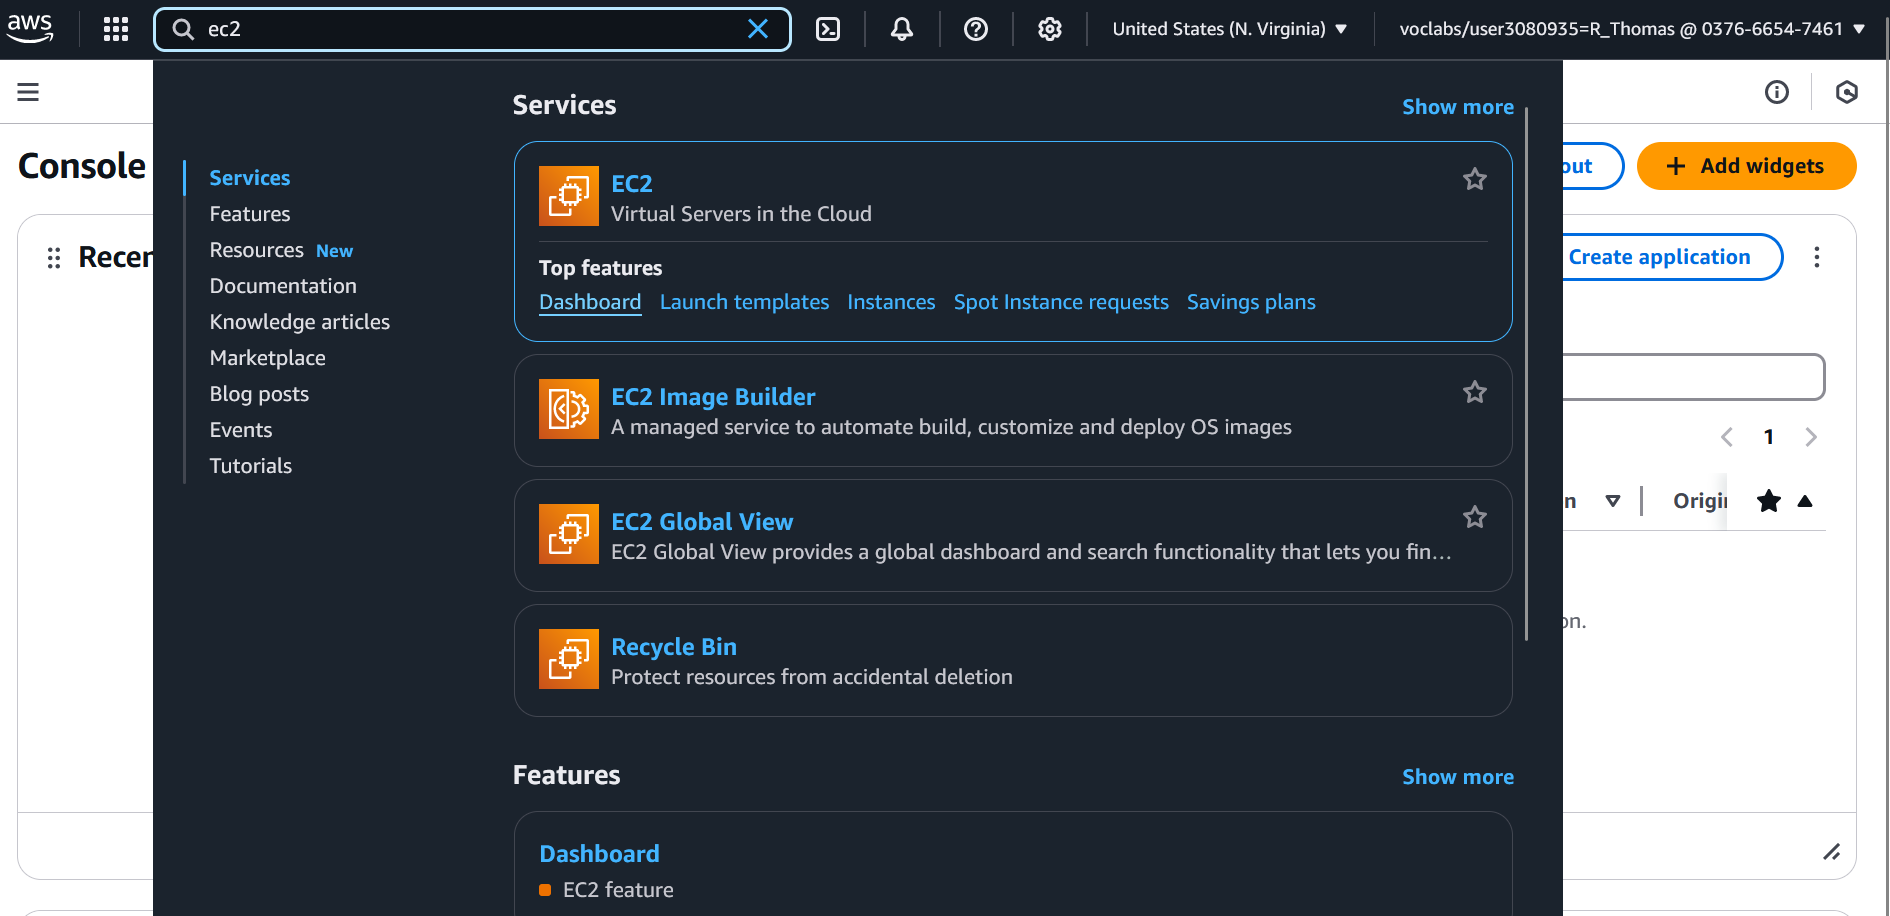 aws
ec2
United States (N. Virginia)
voclabs/user3080935=R_Thomas @ 0376-6654-7461
Console
out
Add widgets
Recen
Create application
1
n
Origin
on.
Services
Features
Resources New
Documentation
Knowledge articles
Marketplace
Blog posts
Events
Tutorials
Services
Show more
EC2
Virtual Servers in the Cloud
Top features
Dashboard Launch templates Instances Spot Instance requests Savings plans
EC2 Image Builder
A managed service to automate build, customize and deploy OS images
EC2 Global View
EC2 Global View provides a global dashboard and search functionality that lets you fin...
Recycle Bin
Protect resources from accidental deletion
Features
Show more
Dashboard
EC2 feature